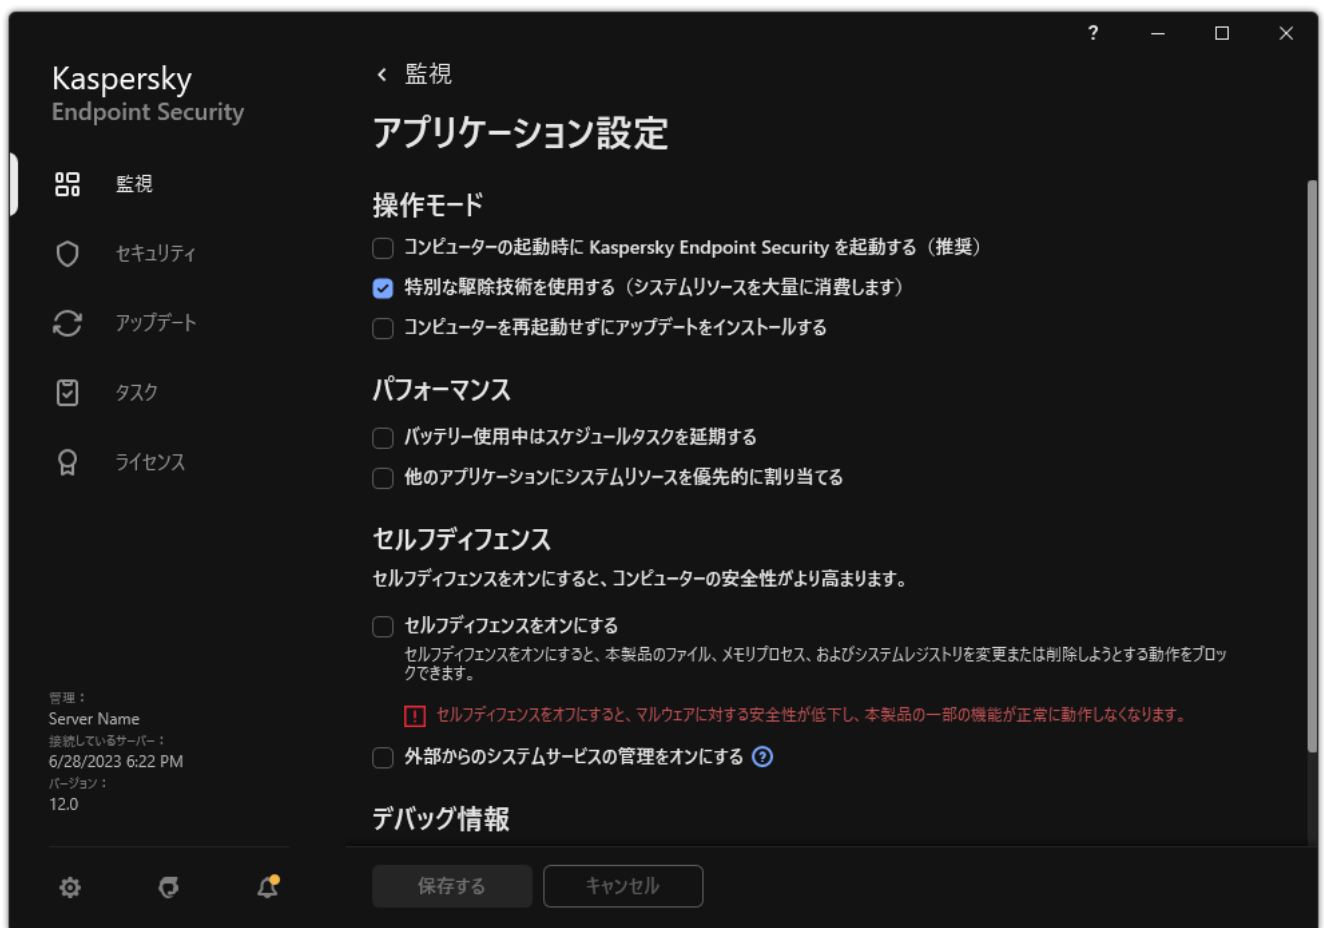 ?
Kaspersky
Endpoint Security
監視
セキュリティ
アップデート
タスク
ライセンス
管理：
Server Name
接続しているサーバー：
6/28/2023 6:22 PM
バージョン：
12.0
監視
アプリケーション設定
操作モード
コンピューターの起動時に Kaspersky Endpoint Security を起動する（推奨）
特別な駆除技術を使用する（システムリソースを大量に消費します）
コンピューターを再起動せずにアップデートをインストールする
パフォーマンス
バッテリー使用中はスケジュールタスクを延期する
他のアプリケーションにシステムリソースを優先的に割り当てる
セルフディフェンス
セルフディフェンスをオンにすると、コンピューターの安全性がより高まります。
セルフディフェンスをオンにする
セルフディフェンスをオンにすると、本製品のファイル、メモリプロセス、およびシステムレジストリを変更または削除しようとする動作をブロッ
クできます。
セルフディフェンスをオフにすると、マルウェアに対する安全性が低下し、本製品の一部の機能が正常に動作しなくなります。
外部からのシステムサービスの管理をオンにする ?
デバッグ情報
保存する
キャンセル